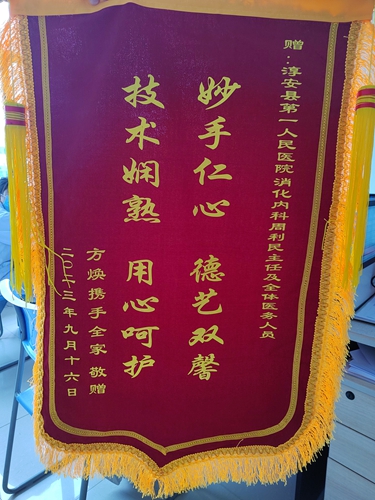 赠:淳安县第一人民医院消化内科周利民主任及全体医务人员
妙手仁心 德艺双馨
技术娴熟 用心呵护
方焕携手全家 敬赠
二〇二三年九月十六日